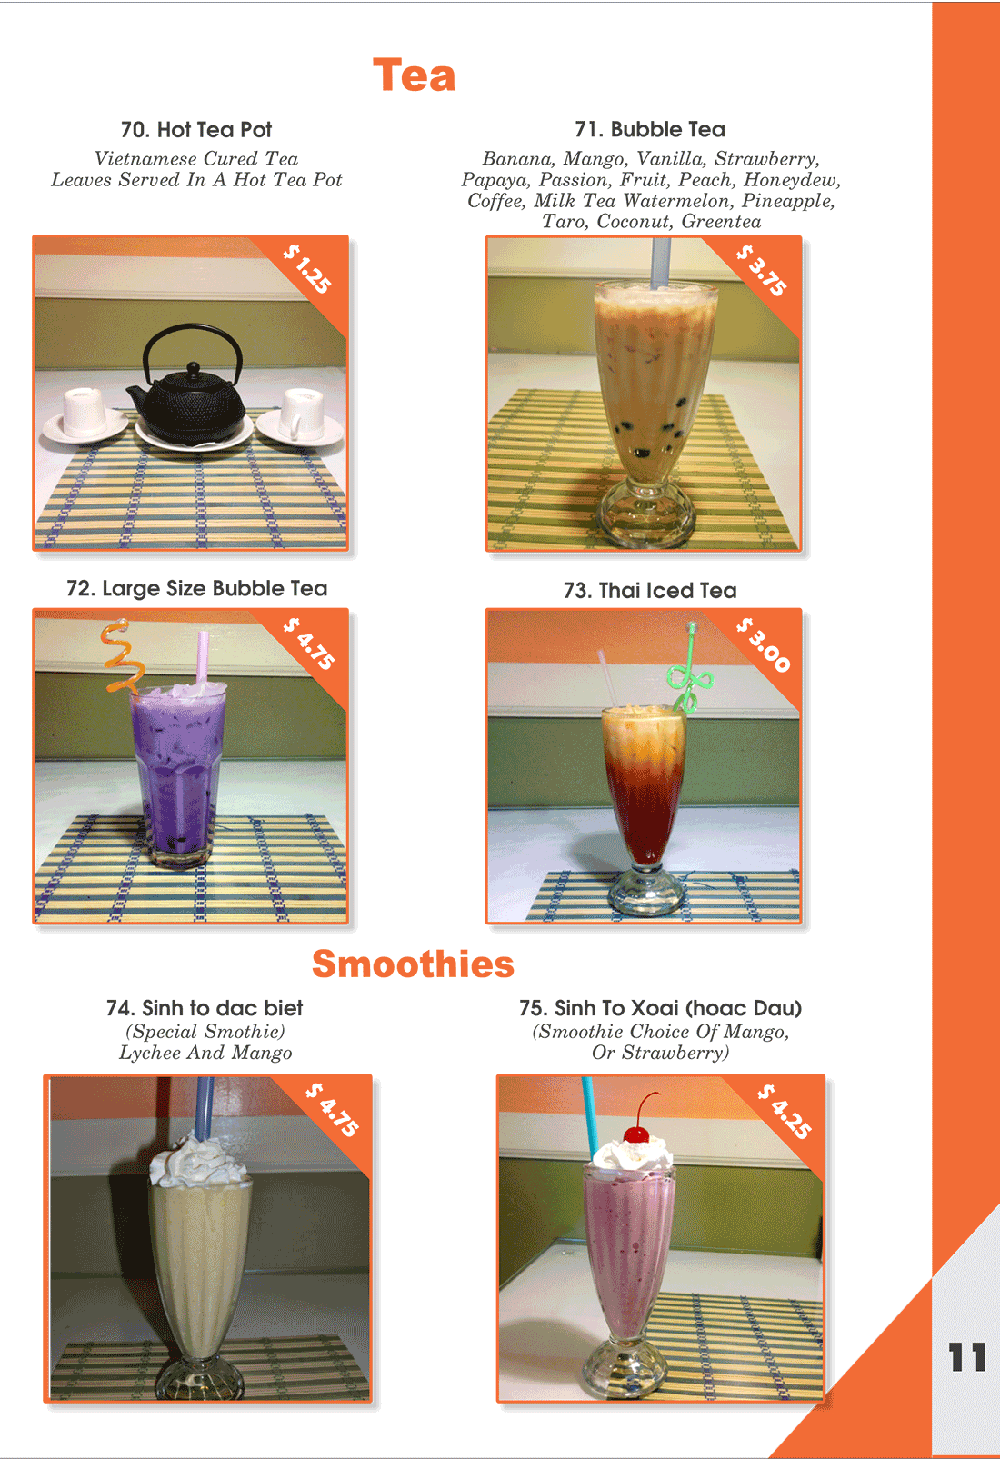 Tea
70. Hot Tea Pot
Vietnamese Cured Tea
Leaves Served In A Hot Tea Pot
$ 1.25
71. Bubble Tea
Banana, Mango, Vanilla, Strawberry,
Papaya, Passion, Fruit, Peach, Honeydew,
Coffee, Milk Tea Watermelon, Pineapple,
Taro, Coconut, Greentea
$ 3.75
72. Large Size Bubble Tea
$ 4.75
73. Thai Iced Tea
$ 3.00
Smoothies
74. Sinh to dac biet
(Special Smothie)
Lychee And Mango
$ 4.75
75. Sinh To Xoai (hoac Dau)
(Smoothie Choice Of Mango,
Or Strawberry)
$ 4.25
11